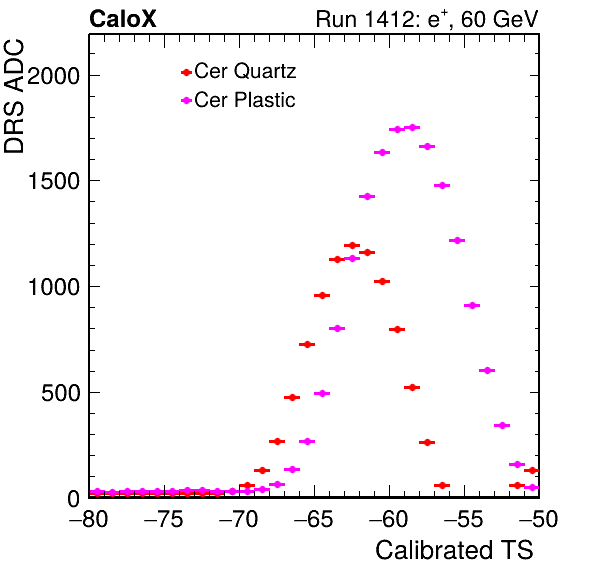 CaloX Run 1412: e⁺, 60 GeV
DRS ADC
Cer Quartz
Cer Plastic
2000
1500
1000
500
0
−80 −75 −70 −65 −60 −55 −50
Calibrated TS